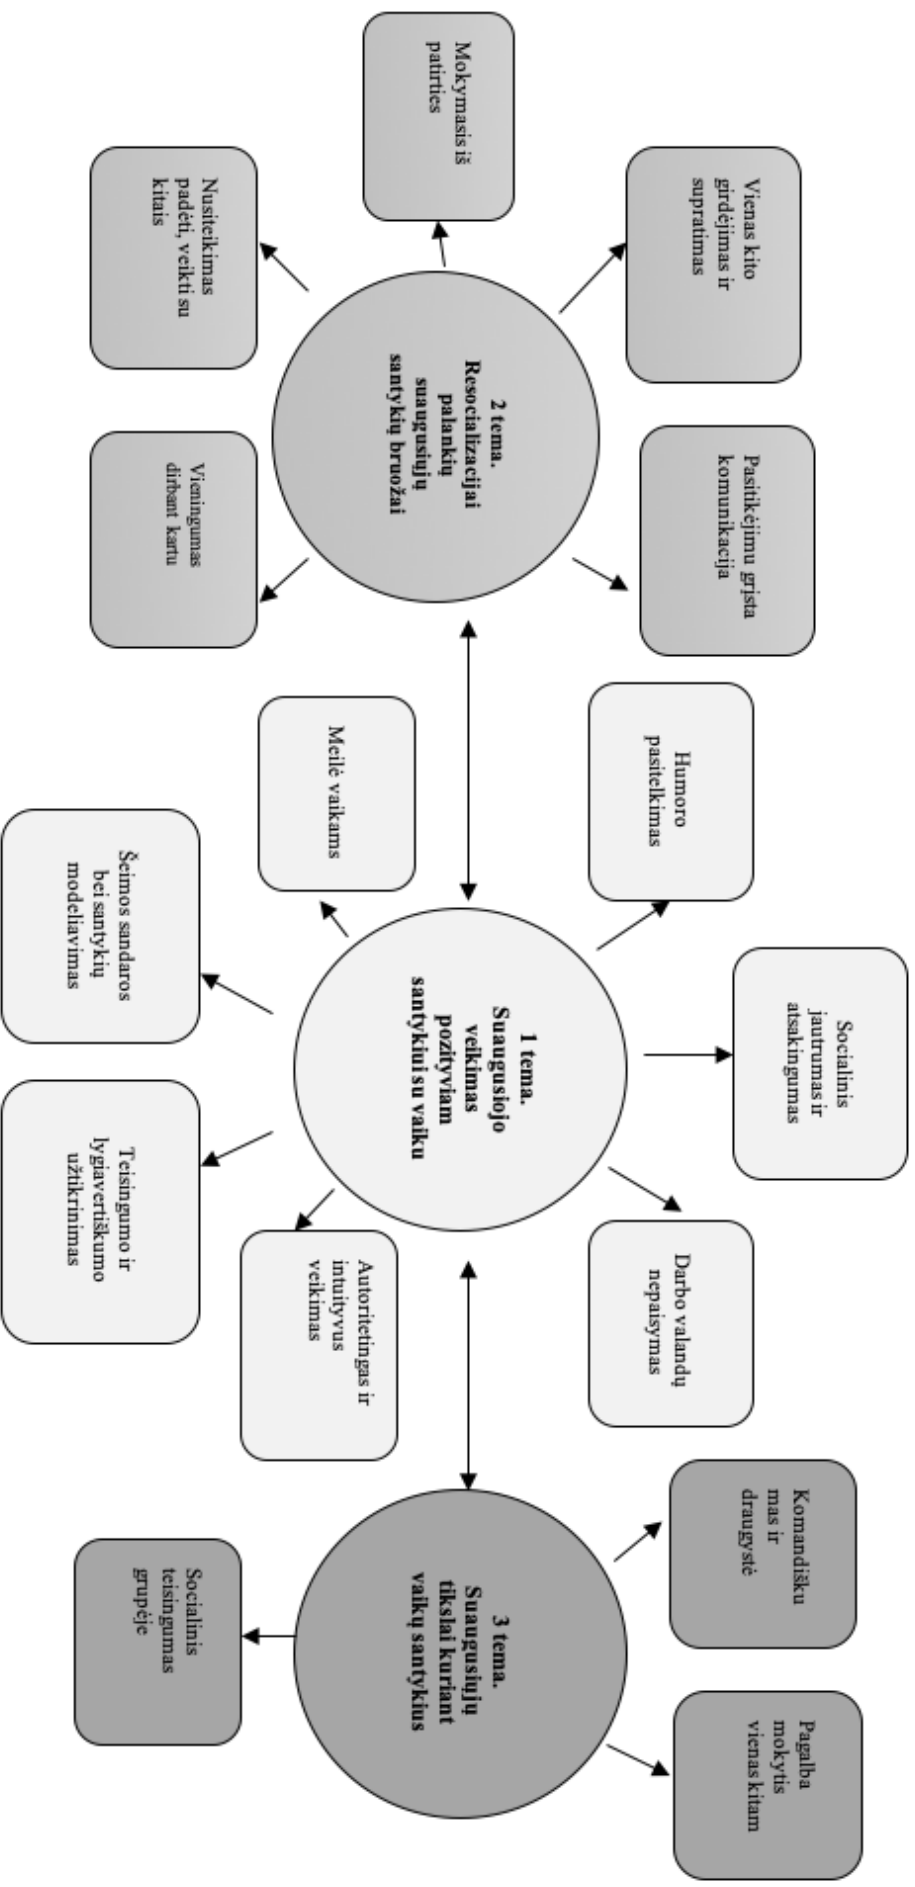 Vienas kito
girdėjimas ir
supratimas
Pasitikėjimu grįsta
komunikacija
Mokymasis iš
patirties
2 tema.
Resocializacijai
palankių
suaugusiųjų
santykių bruožai
Nusiteikimas
padėti, veikti su
kitais
Vieningumas
dirbant kartu
Humoro
pasitelkimas
Socialinis
jautrumas ir
atsakingumas
Darbo valandų
nepaisymas
1 tema.
Suaugusiojo
veikimas
pozityviam
santykiui su vaiku
Meilė vaikams
Šeimos sandaros
bei santykių
modeliavimas
Teisingumo ir
lygiavertiškumo
užtikrinimas
Autoritetingas ir
intuityvus
veikimas
Komandišku
mas ir
draugystė
Pagalba
mokytis
vienas kitam
3 tema.
Suaugusiųjų
tikslai kuriant
vaikų santykius
Socialinis
teisingumas
grupėje